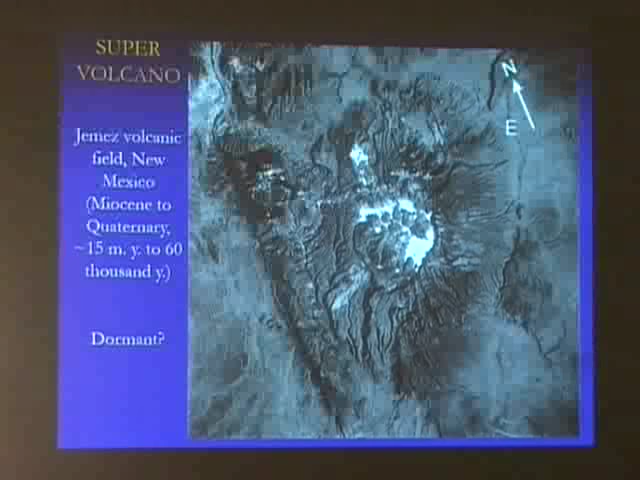 SUPER
VOLCANO
Jemez volcanic
field, New
Mexico
(Miocene to
Quaternary,
~15 m. y. to 60
thousand y.)
Dormant?
N
E